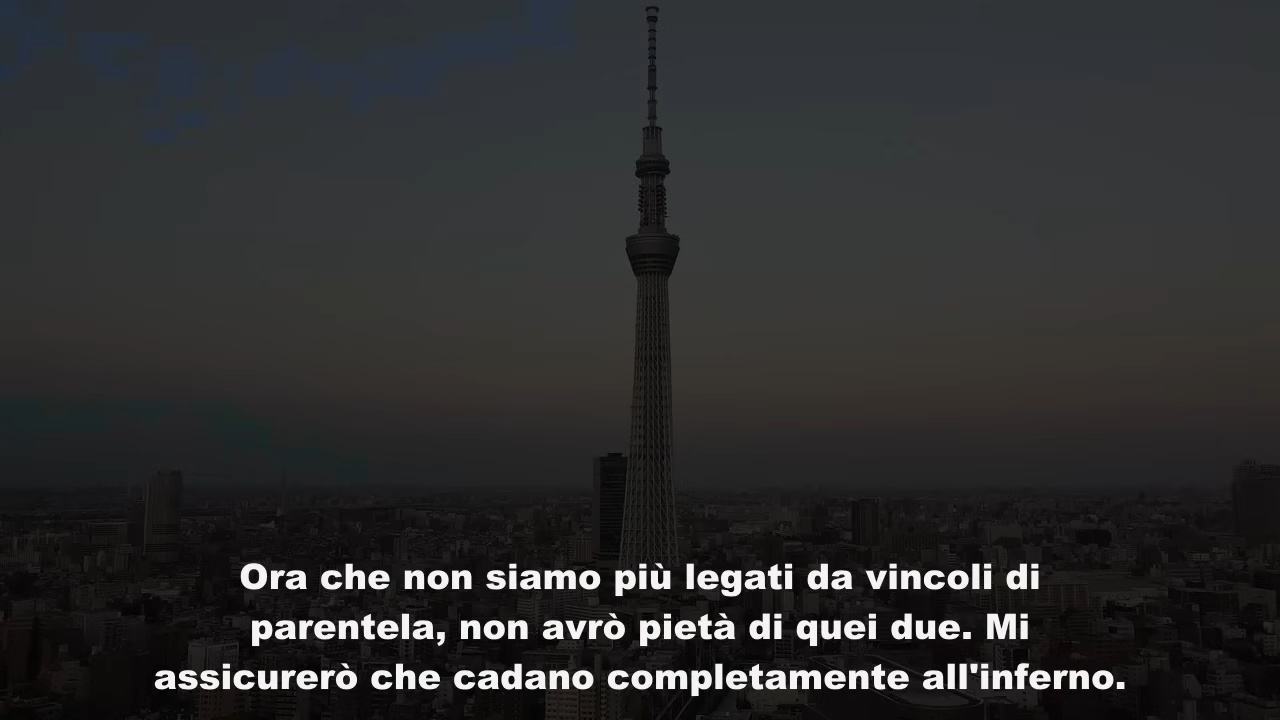 Ora che non siamo più legati da vincoli di
parentela, non avrò pietà di quei due. Mi
assicurerò che cadano completamente all'inferno.